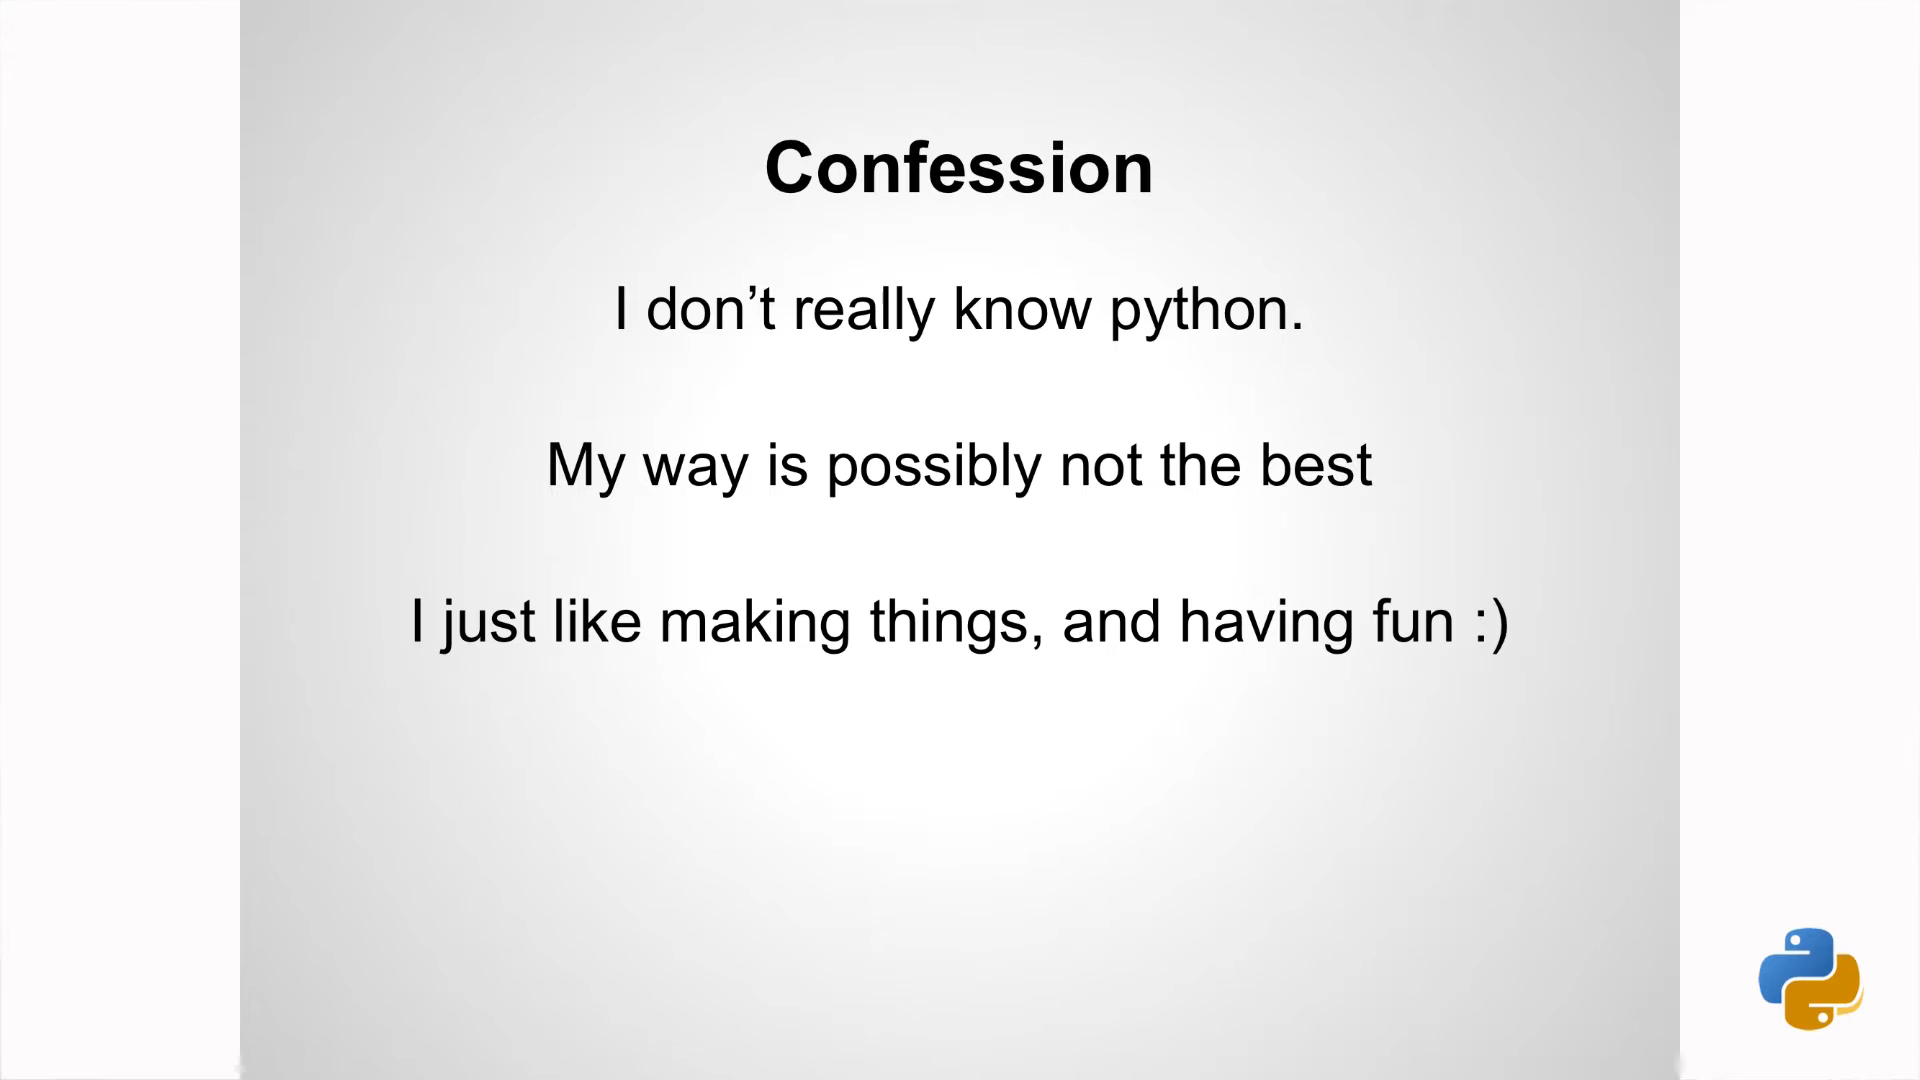 Confession
I don’t really know python.
My way is possibly not the best
I just like making things, and having fun :)